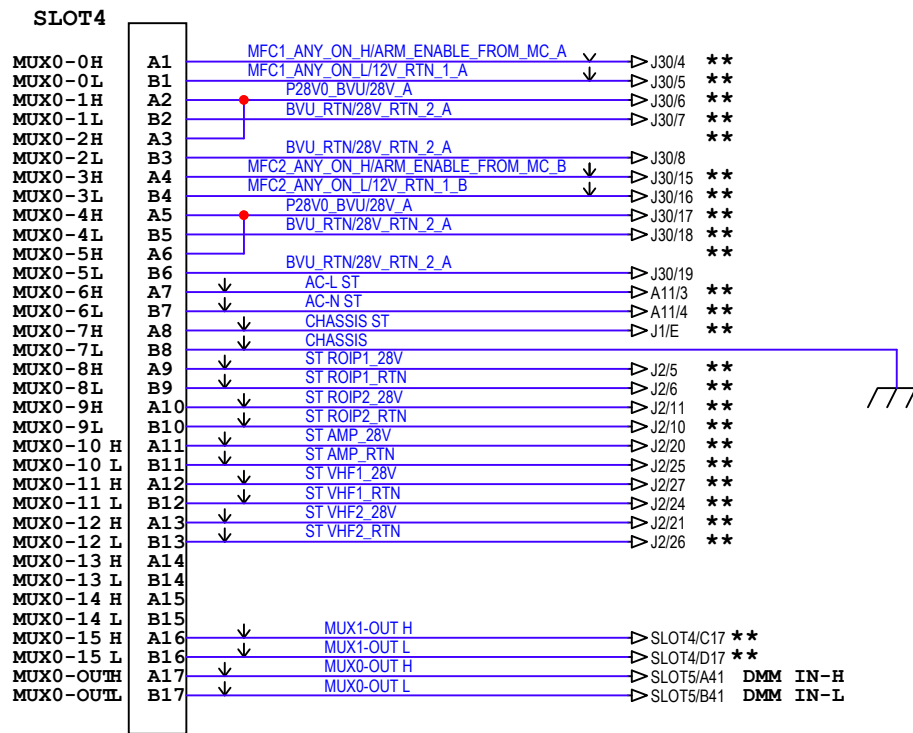 SLOT4
MUX0-0H A1 MFC1_ANY_ON_H/ARM_ENABLE_FROM_MC_A J30/4 **
MUX0-0L B1 MFC1_ANY_ON_L/12V_RTN_1_A J30/5 **
MUX0-1H A2 P28V0_BVU/28V_A J30/6 **
MUX0-1L B2 BVU_RTN/28V_RTN_2_A J30/7 **
MUX0-2H A3 **
MUX0-2L B3 BVU_RTN/28V_RTN_2_A J30/8
MUX0-3H A4 MFC2_ANY_ON_H/ARM_ENABLE_FROM_MC_B J30/15 **
MUX0-3L B4 MFC2_ANY_ON_L/12V_RTN_1_B J30/16 **
MUX0-4H A5 P28V0_BVU/28V_A J30/17 **
MUX0-4L B5 BVU_RTN/28V_RTN_2_A J30/18 **
MUX0-5H A6 **
MUX0-5L B6 BVU_RTN/28V_RTN_2_A J30/19
MUX0-6H A7 AC-L ST A11/3 **
MUX0-6L B7 AC-N ST A11/4 **
MUX0-7H A8 CHASSIS ST J1/E **
MUX0-7L B8 CHASSIS
MUX0-8H A9 ST ROIP1_28V J2/5 **
MUX0-8L B9 ST ROIP1_RTN J2/6 **
MUX0-9H A10 ST ROIP2_28V J2/11 **
MUX0-9L B10 ST ROIP2_RTN J2/10 **
MUX0-10 H A11 ST AMP_28V J2/20 **
MUX0-10 L B11 ST AMP_RTN J2/25 **
MUX0-11 H A12 ST VHF1_28V J2/27 **
MUX0-11 L B12 ST VHF1_RTN J2/24 **
MUX0-12 H A13 ST VHF2_28V J2/21 **
MUX0-12 L B13 ST VHF2_RTN J2/26 **
MUX0-13 H A14
MUX0-13 L B14
MUX0-14 H A15
MUX0-14 L B15
MUX0-15 H A16 MUX1-OUT H SLOT4/C17 **
MUX0-15 L B16 MUX1-OUT L SLOT4/D17 **
MUX0-OUTH A17 MUX0-OUT H SLOT5/A41 DMM IN-H
MUX0-OUTL B17 MUX0-OUT L SLOT5/B41 DMM IN-L